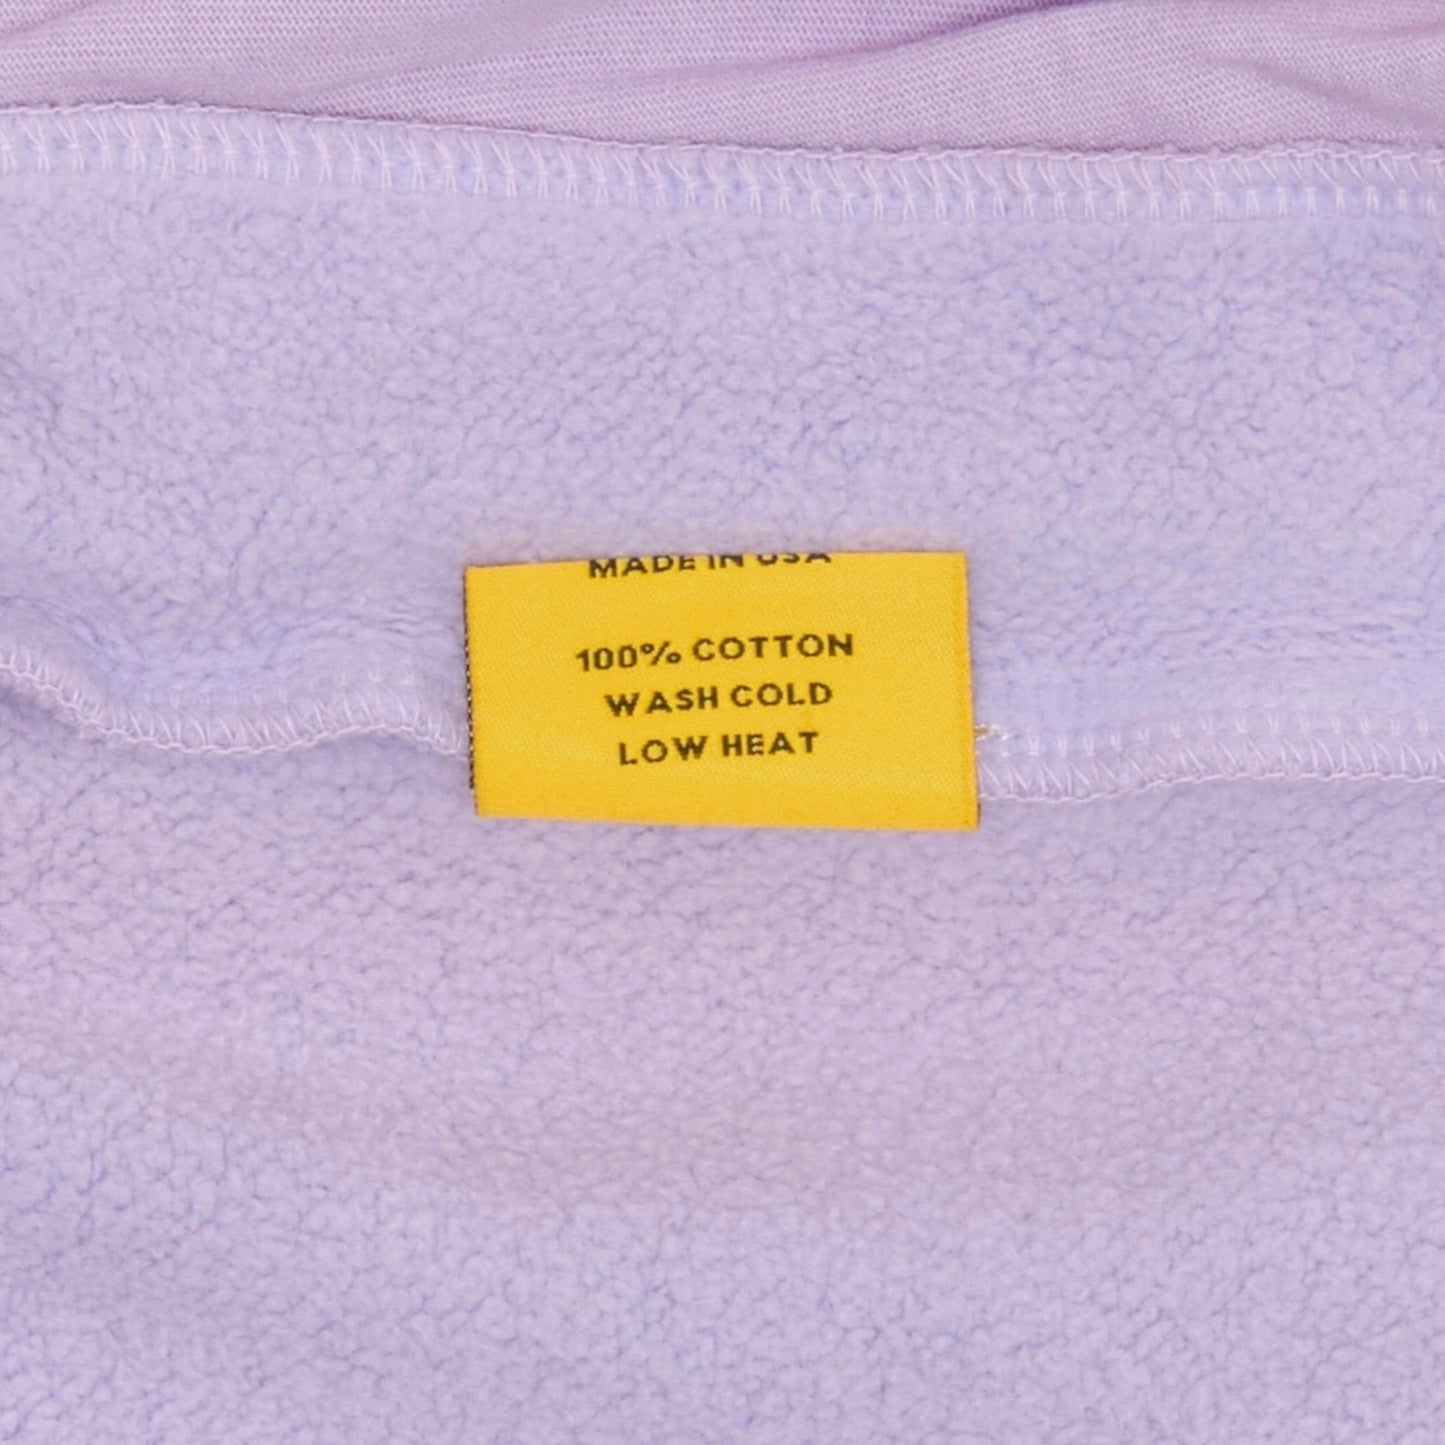 MADE IN USA
100% COTTON
WASH COLD
LOW HEAT